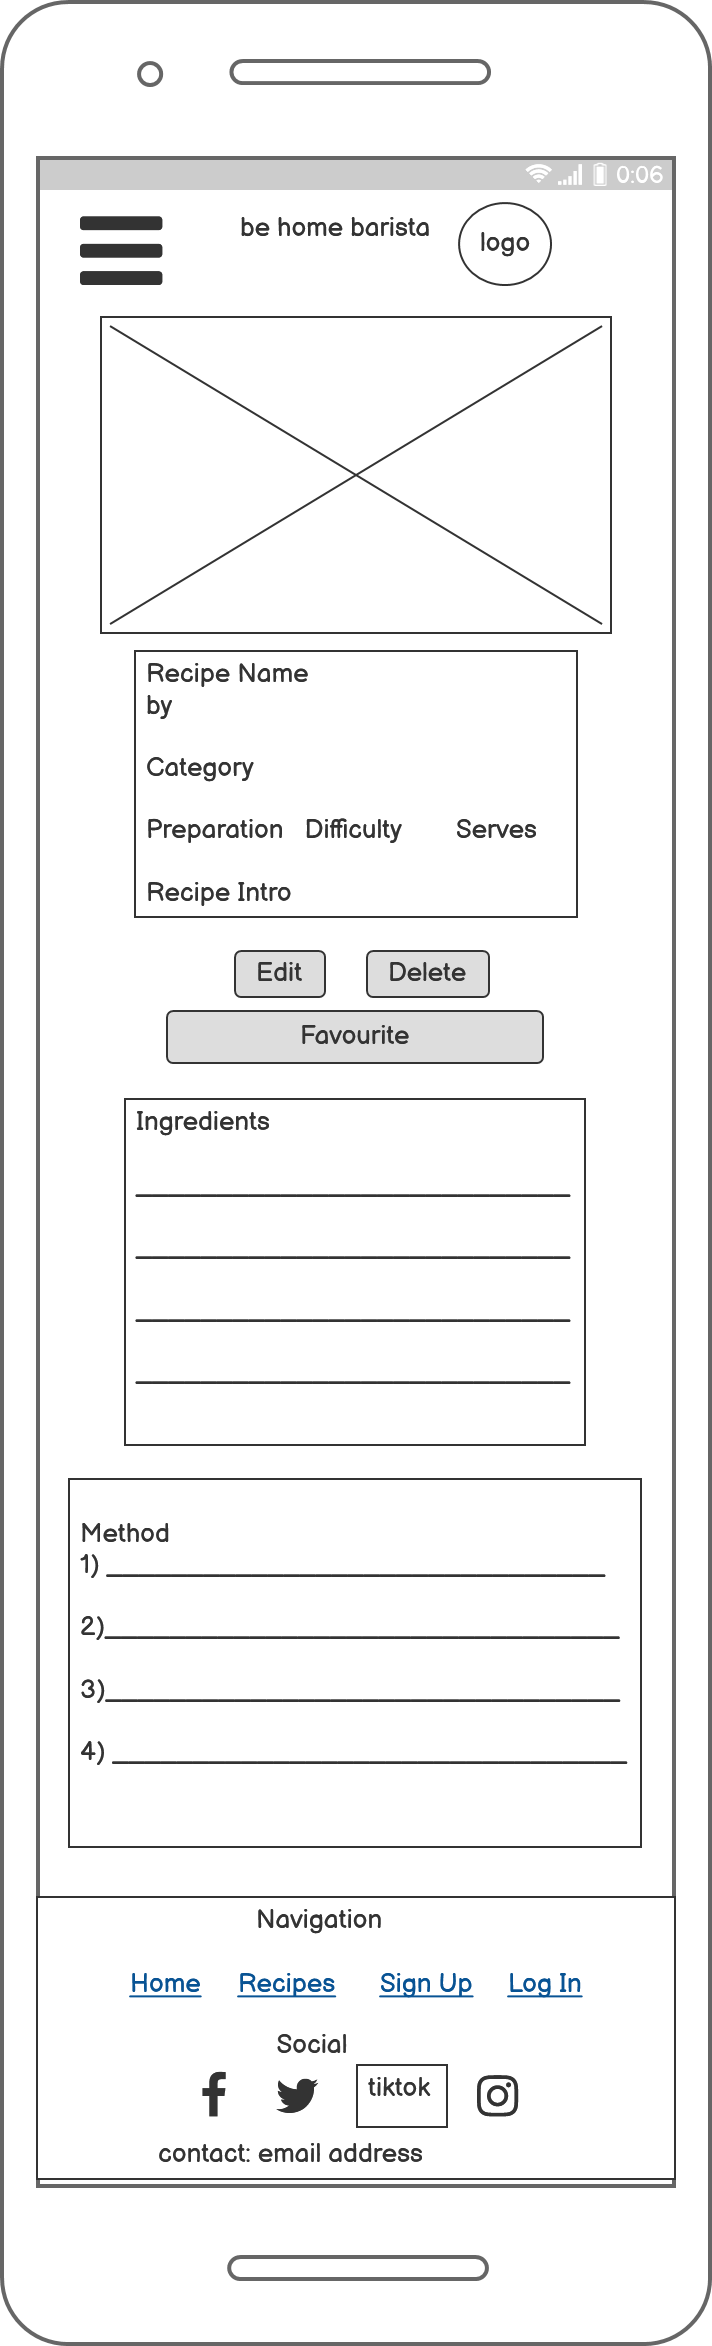 0:06
be home barista
logo
Recipe Name
by
Category
Preparation Difficulty Serves
Recipe Intro
Edit Delete
Favourite
Ingredients
Method
1)
2)
3)
4)
Navigation
Home Recipes Sign Up Log In
Social
tiktok
contact: email address